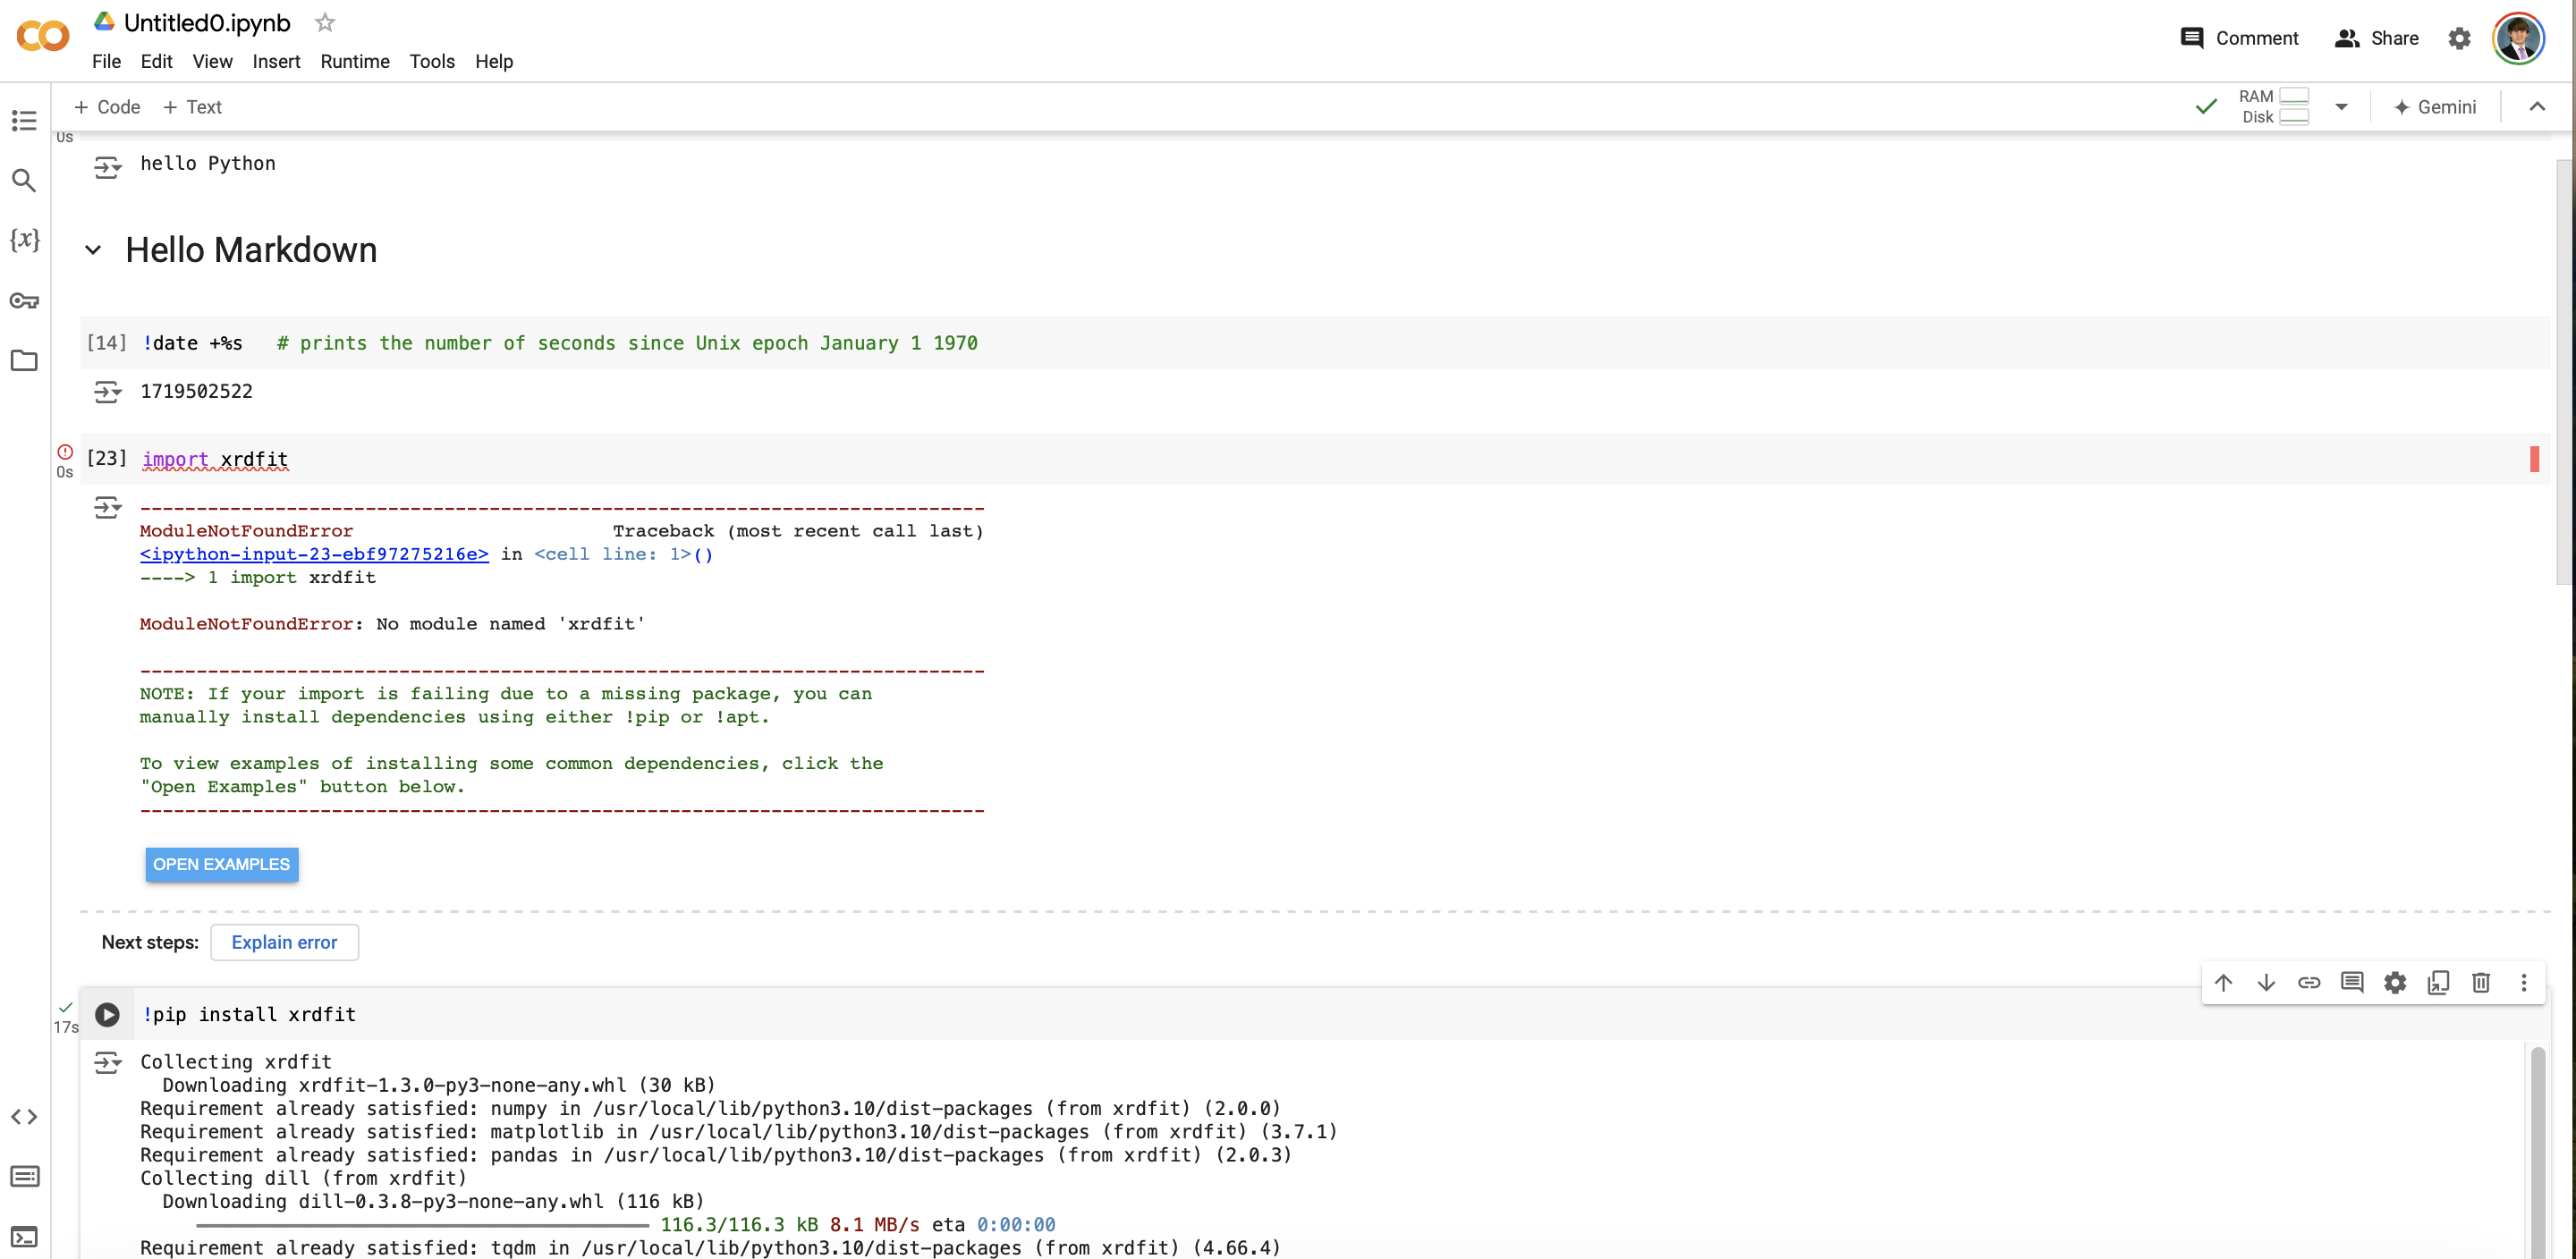 Untitled0.ipynb
Comment
Share
File Edit View Insert Runtime Tools Help
+ Code + Text
RAM
Disk
Gemini
0s
hello Python
Hello Markdown
[14] !date +%s # prints the number of seconds since Unix epoch January 1 1970
1719502522
0s
[23] import xrdfit
---------------------------------------------------------------------------
ModuleNotFoundError Traceback (most recent call last)
<ipython-input-23-ebf97275216e> in <cell line: 1>()
----> 1 import xrdfit
ModuleNotFoundError: No module named 'xrdfit'
---------------------------------------------------------------------------
NOTE: If your import is failing due to a missing package, you can
manually install dependencies using either !pip or !apt.
To view examples of installing some common dependencies, click the
"Open Examples" button below.
---------------------------------------------------------------------------
OPEN EXAMPLES
Next steps: Explain error
17s
!pip install xrdfit
Collecting xrdfit
Downloading xrdfit-1.3.0-py3-none-any.whl (30 kB)
Requirement already satisfied: numpy in /usr/local/lib/python3.10/dist-packages (from xrdfit) (2.0.0)
Requirement already satisfied: matplotlib in /usr/local/lib/python3.10/dist-packages (from xrdfit) (3.7.1)
Requirement already satisfied: pandas in /usr/local/lib/python3.10/dist-packages (from xrdfit) (2.0.3)
Collecting dill (from xrdfit)
Downloading dill-0.3.8-py3-none-any.whl (116 kB)
116.3/116.3 kB 8.1 MB/s eta 0:00:00
Requirement already satisfied: tqdm in /usr/local/lib/python3.10/dist-packages (from xrdfit) (4.66.4)